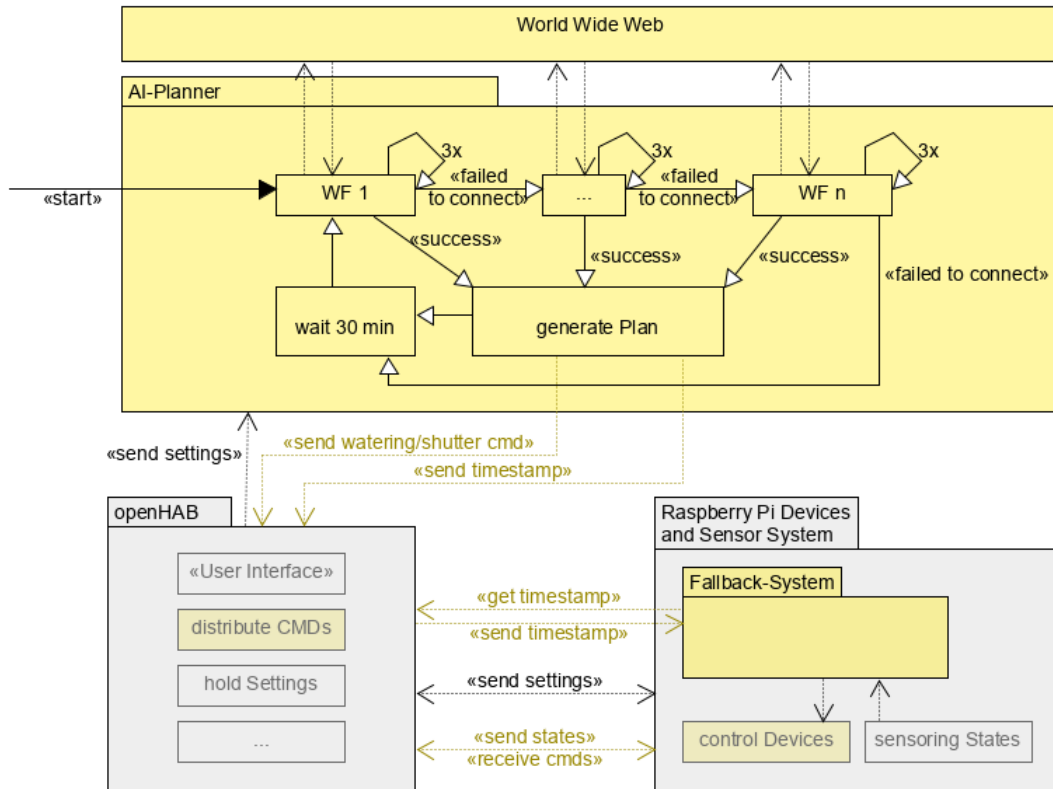 World Wide Web
AI-Planner
3x
3x
3x
«failed
to connect»
«failed
to connect»
«start»
WF 1
...
WF n
«success»
«success»
«success»
«failed to connect»
wait 30 min
generate Plan
«send watering/shutter cmd»
«send settings»
«send timestamp»
openHAB
Raspberry Pi Devices
and Sensor System
«User Interface»
Fallback-System
«get timestamp»
distribute CMDs
«send timestamp»
hold Settings
«send settings»
...
«send states»
«receive cmds»
control Devices
sensoring States